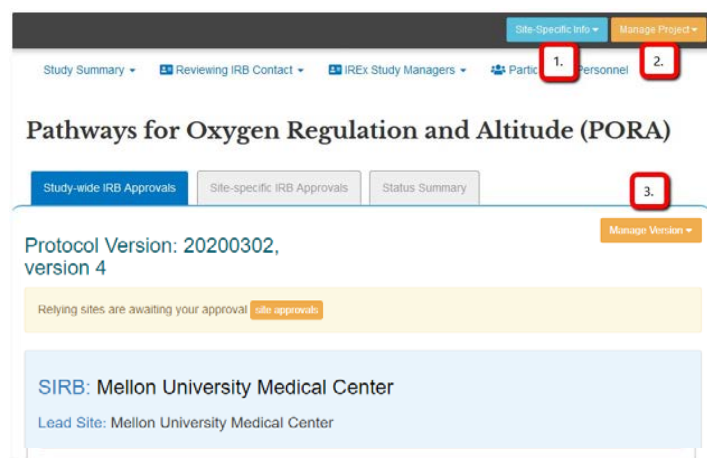 Site-Specific Info Manage Project
1. 2.
Study Summary Reviewing IRB Contact IREx Study Managers Partic Personnel
Pathways for Oxygen Regulation and Altitude (PORA)
Study-wide IRB Approvals Site-specific IRB Approvals Status Summary
3.
Manage Version
Protocol Version: 20200302,
version 4
Relying sites are awaiting your approval site approvals
SIRB: Mellon University Medical Center
Lead Site: Mellon University Medical Center